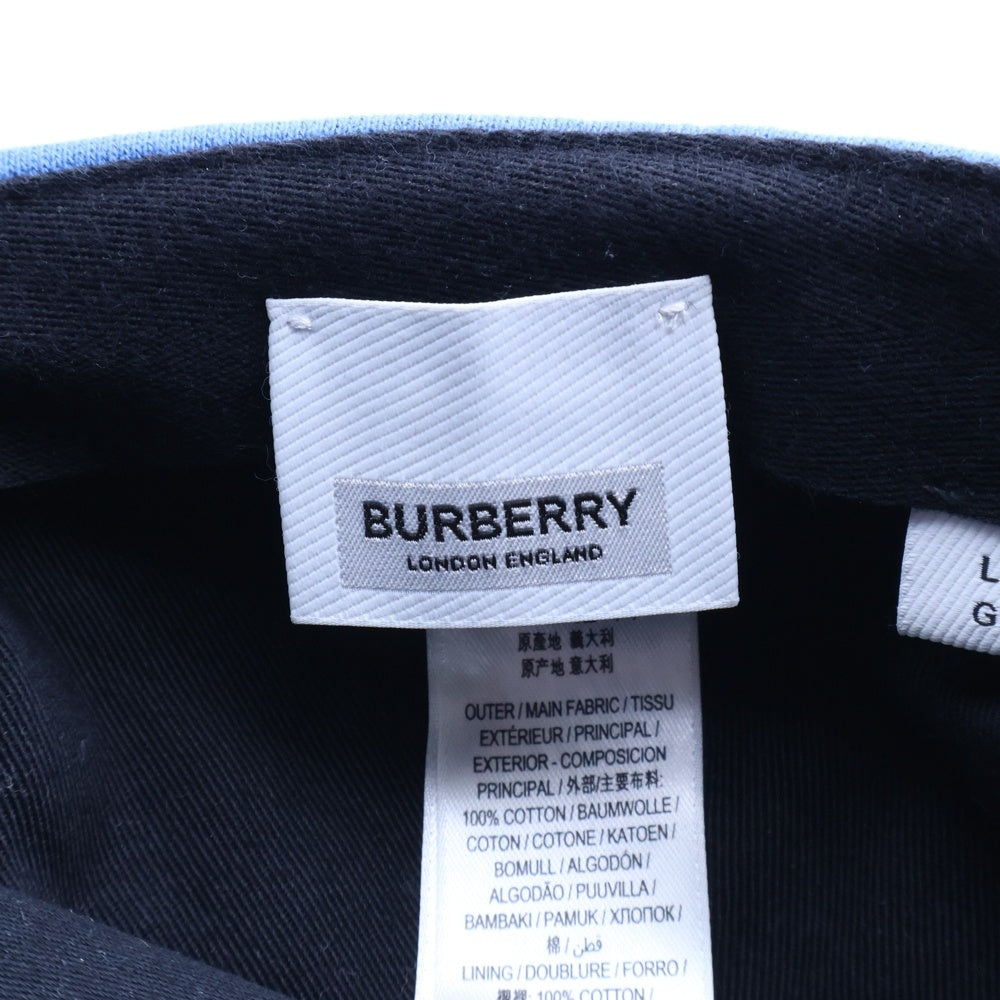 BURBERRY
LONDON ENGLAND
L
G
原產地 義大利
原产地 意大利
OUTER / MAIN FABRIC / TISSU
EXTÉRIEUR / PRINCIPAL /
EXTERIOR - COMPOSICION
PRINCIPAL / 外部/主要布料:
100% COTTON / BAUMWOLLE /
COTON / COTONE / KATOEN /
BOMULL / ALGODÓN /
ALGODÃO / PUUVILLA /
BAMBAKI / PAMUK / ХЛОПОК /
棉 / قطن /
LINING / DOUBLURE / FORRO /
100% COTTON /